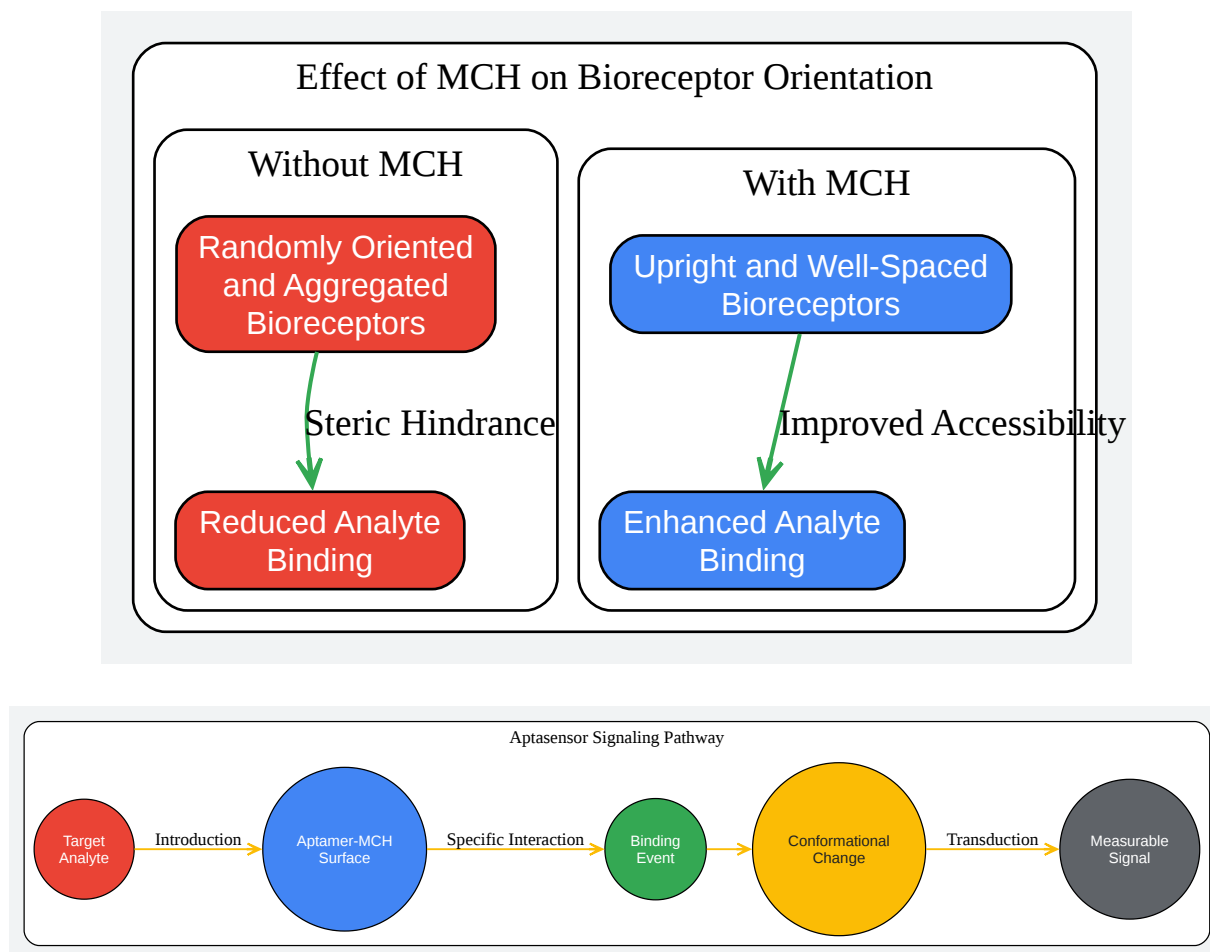 Effect of MCH on Bioreceptor Orientation
Without MCH
Randomly Oriented
and Aggregated
Bioreceptors
Steric Hindrance
Reduced Analyte
Binding
With MCH
Upright and Well-Spaced
Bioreceptors
Improved Accessibility
Enhanced Analyte
Binding
Aptasensor Signaling Pathway
Target
Analyte
Introduction
Aptamer-MCH
Surface
Specific Interaction
Binding
Event
Conformational
Change
Transduction
Measurable
Signal